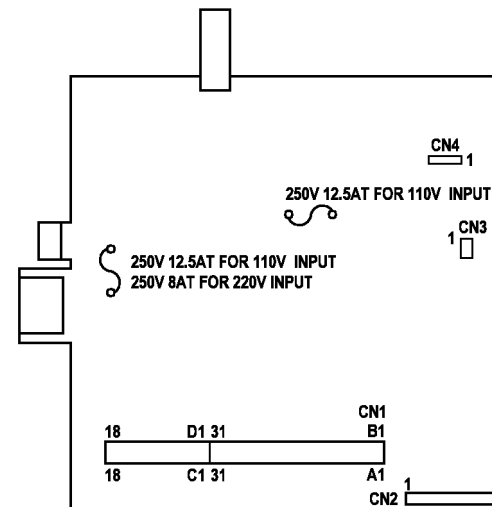 CN4
1
250V 12.5AT FOR 110V INPUT
CN3
1
250V 12.5AT FOR 110V INPUT
250V 8AT FOR 220V INPUT
CN1
18 D1 31 B1
18 C1 31 A1
1
CN2